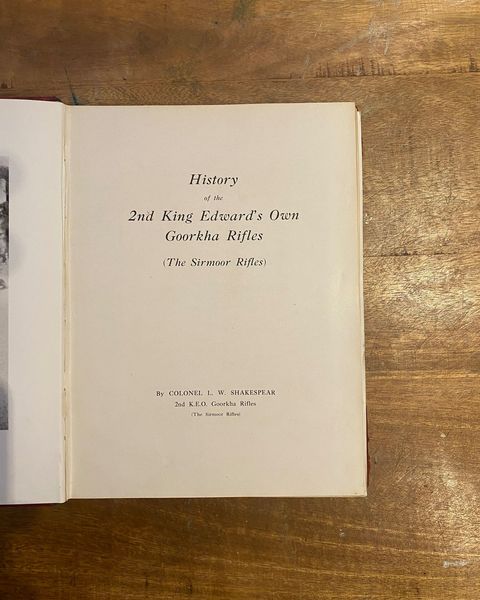 History
of the
2nd King Edward's Own
Goorkha Rifles
(The Sirmoor Rifles)
By COLONEL L. W. SHAKESPEAR
2nd K.E.O. Goorkha Rifles
(The Sirmoor Rifles)